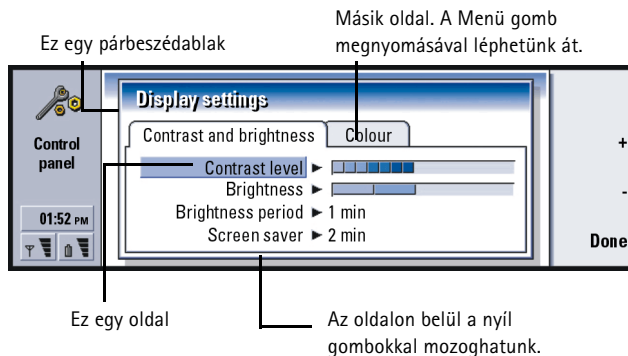 Másik oldal. A Menü gomb
megnyomásával léphetünk át.
Ez egy párbeszédablak
Control
panel
01:52 PM
Display settings
Contrast and brightness
Colour
Contrast level
Brightness
Brightness period 1 min
Screen saver 2 min
+
-
Done
Ez egy oldal
Az oldalon belül a nyíl
gombokkal mozoghatunk.